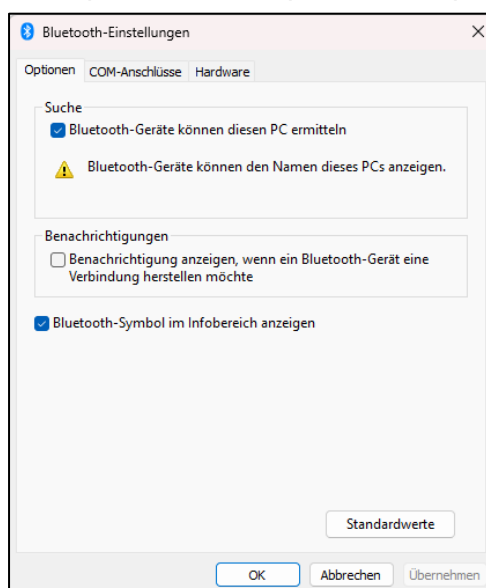 Bluetooth-Einstellungen
Optionen COM-Anschlüsse Hardware
Suche
Bluetooth-Geräte können diesen PC ermitteln
Bluetooth-Geräte können den Namen dieses PCs anzeigen.
Benachrichtigungen
Benachrichtigung anzeigen, wenn ein Bluetooth-Gerät eine
Verbindung herstellen möchte
Bluetooth-Symbol im Infobereich anzeigen
Standardwerte
OK Abbrechen Übernehmen